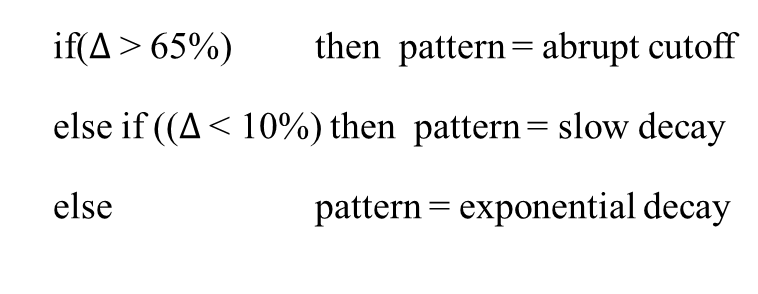 if(Δ > 65%) then pattern = abrupt cutoff
else if ((Δ < 10%) then pattern = slow decay
else pattern = exponential decay